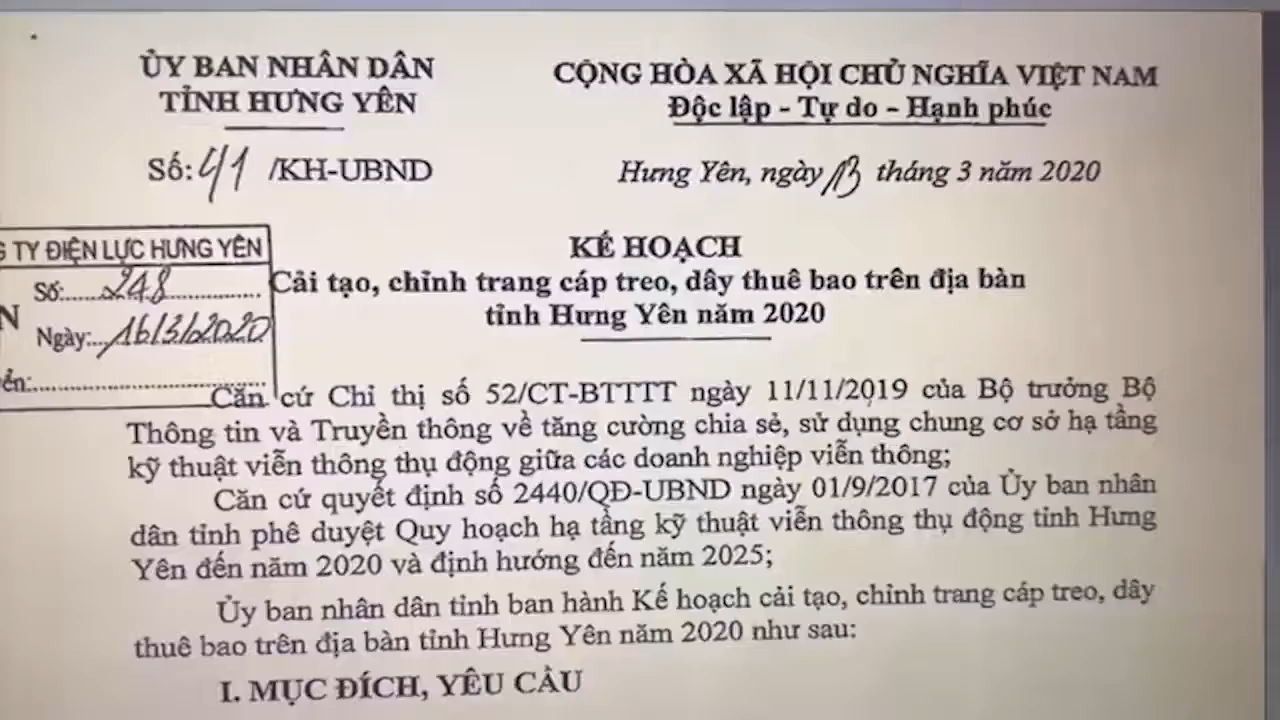 ỦY BAN NHÂN DÂN
TỈNH HƯNG YÊN
CỘNG HÒA XÃ HỘI CHỦ NGHĨA VIỆT NAM
Độc lập - Tự do - Hạnh phúc
Số: 41 /KH-UBND
Hưng Yên, ngày 13 tháng 3 năm 2020
G TY ĐIỆN LỰC HƯNG YÊN
Số:.....248...............
N
Ngày:...16/3/2020
ển:...............................
KẾ HOẠCH
Cải tạo, chỉnh trang cáp treo, dây thuê bao trên địa bàn
tỉnh Hưng Yên năm 2020
Căn cứ Chỉ thị số 52/CT-BTTTT ngày 11/11/2019 của Bộ trưởng Bộ
Thông tin và Truyền thông về tăng cường chia sẻ, sử dụng chung cơ sở hạ tầng
kỹ thuật viễn thông thụ động giữa các doanh nghiệp viễn thông;
Căn cứ quyết định số 2440/QĐ-UBND ngày 01/9/2017 của Ủy ban nhân
dân tỉnh phê duyệt Quy hoạch hạ tầng kỹ thuật viễn thông thụ động tỉnh Hưng
Yên đến năm 2020 và định hướng đến năm 2025;
Ủy ban nhân dân tỉnh ban hành Kế hoạch cải tạo, chỉnh trang cáp treo, dây
thuê bao trên địa bàn tỉnh Hưng Yên năm 2020 như sau:
I. MỤC ĐÍCH, YÊU CẦU